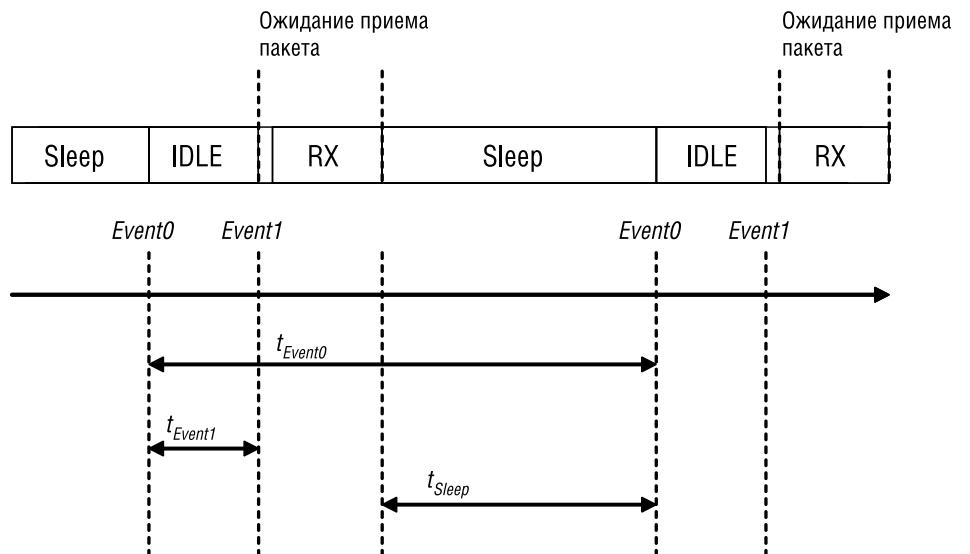 Ожидание приема
пакета
Ожидание приема
пакета
Sleep IDLE RX Sleep IDLE RX
Event0 Event1 Event0 Event1
tEvent0
tEvent1
tSleep